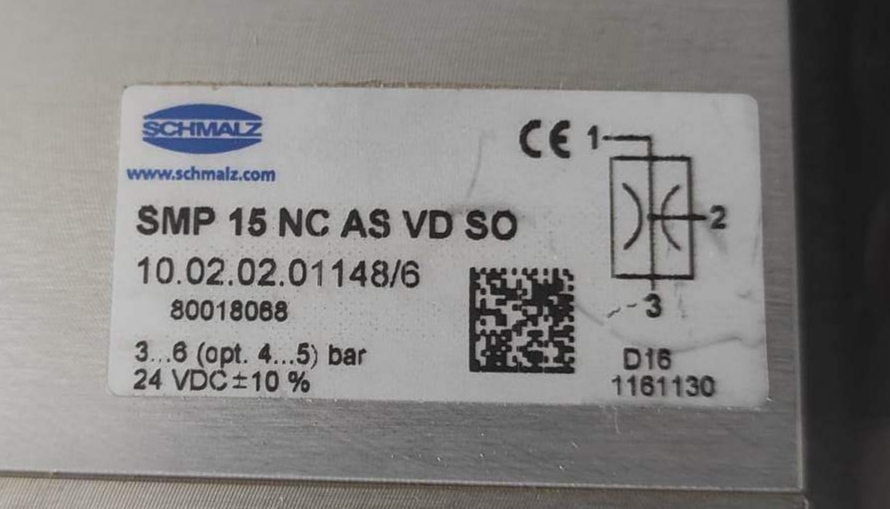 SCHMALZ
www.schmalz.com
CE 1
SMP 15 NC AS VD SO
2
10.02.02.01148/6
80018068
3
3...6 (opt. 4...5) bar
24 VDC ±10 %
D16
1161130